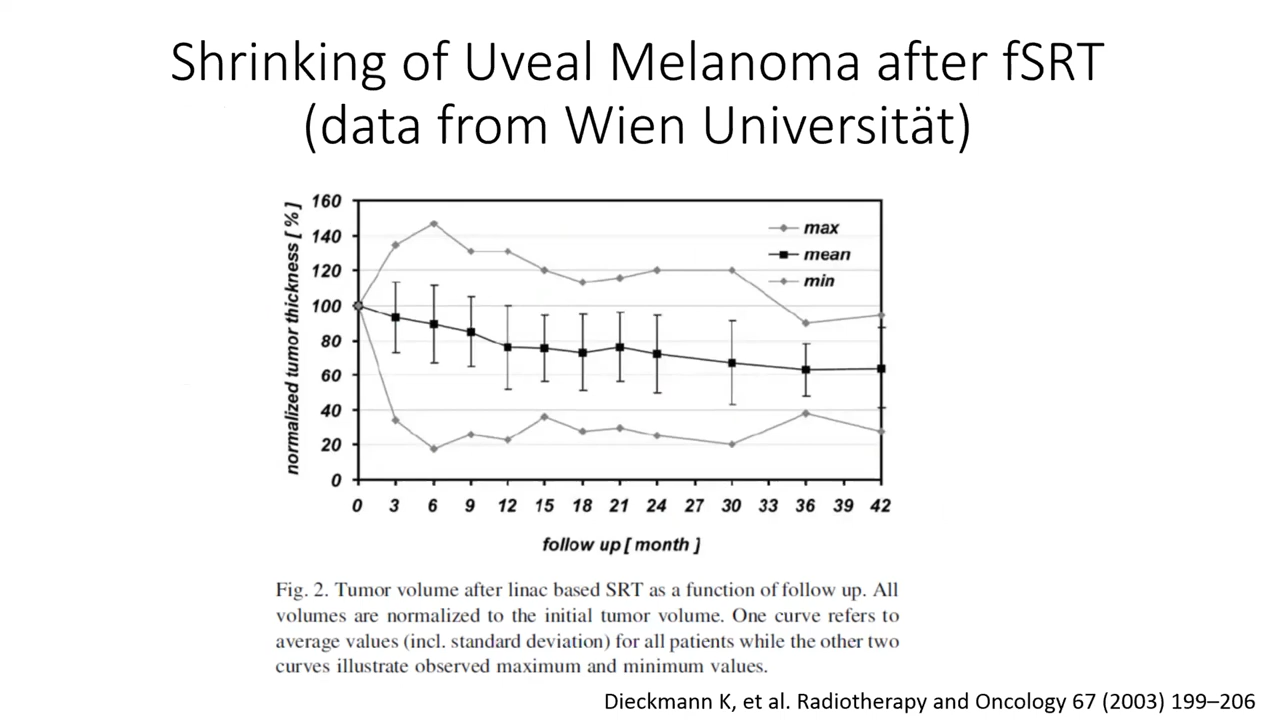 Shrinking of Uveal Melanoma after fSRT
(data from Wien Universität)
normalized tumor thickness [ % ]
160
140
120
100
80
60
40
20
0
max
mean
min
0 3 6 9 12 15 18 21 24 27 30 33 36 39 42
follow up [ month ]
Fig. 2. Tumor volume after linac based SRT as a function of follow up. All
volumes are normalized to the initial tumor volume. One curve refers to
average values (incl. standard deviation) for all patients while the other two
curves illustrate observed maximum and minimum values.
Dieckmann K, et al. Radiotherapy and Oncology 67 (2003) 199–206